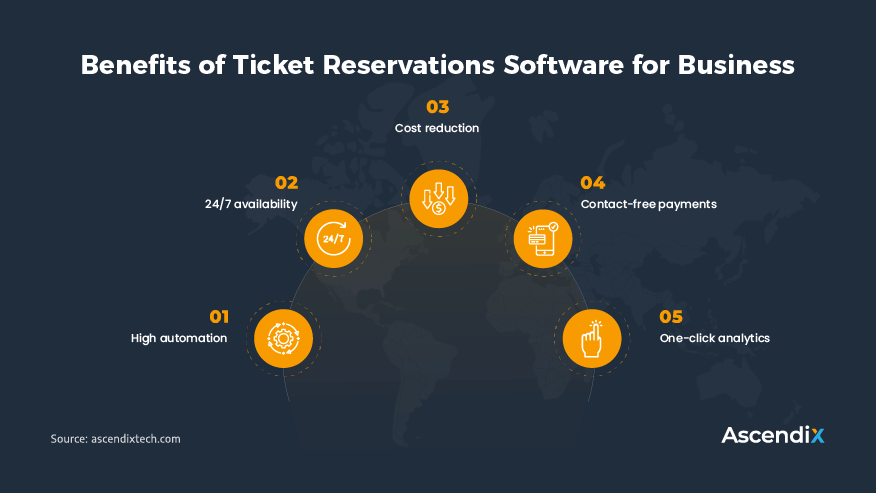 Benefits of Ticket Reservations Software for Business
03
Cost reduction
02
24/7 availability
24/7
$
04
Contact-free payments
01
High automation
05
One-click analytics
Source: ascendixtech.com
Ascendix